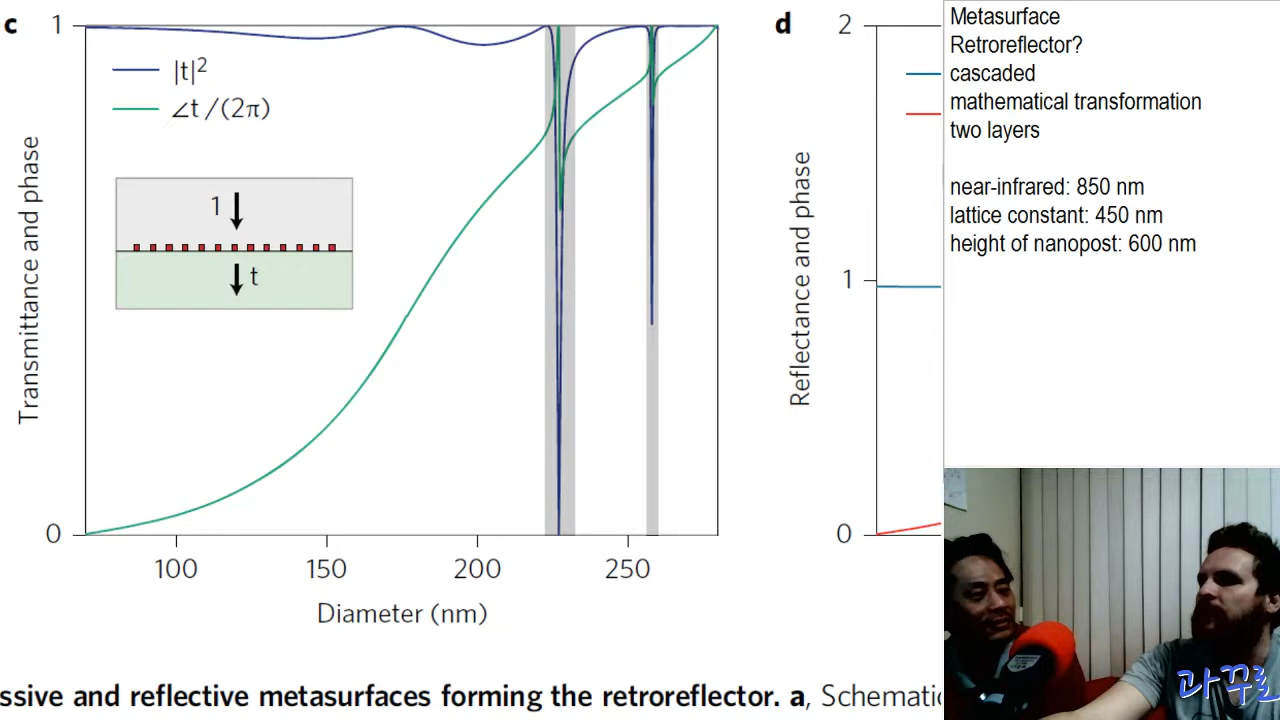 c
1
|t|²
∠t /(2π)
1
t
0
100
150
200
250
Diameter (nm)
Transmittance and phase
d
2
1
0
Reflectance and phase
ssive and reflective metasurfaces forming the retroreflector. a, Schematic
Metasurface
Retroreflector?
cascaded
mathematical transformation
two layers
near-infrared: 850 nm
lattice constant: 450 nm
height of nanopost: 600 nm
과꾸로